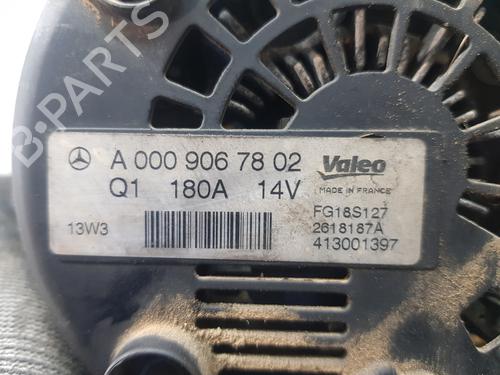 A 000 906 78 02
Q1 180A 14V
13W3
Valeo
MADE IN FRANCE
FG18S127
2618187A
413001397
B-PARTS